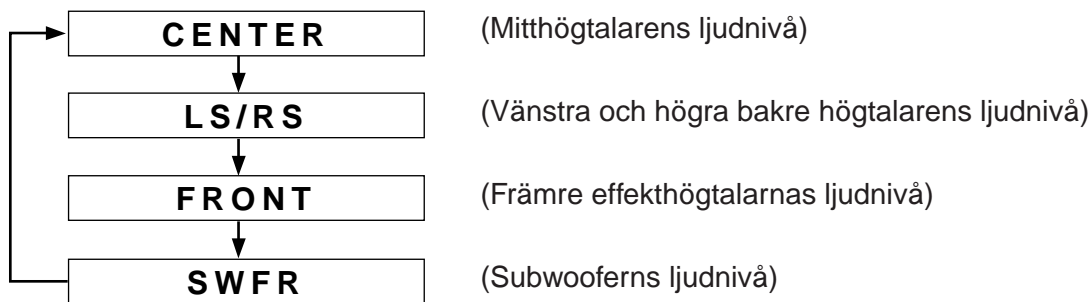 CENTER (Mitthögtalarens ljudnivå)
LS/RS (Vänstra och högra bakre högtalarens ljudnivå)
FRONT (Främre effekthögtalarnas ljudnivå)
SWFR (Subwooferns ljudnivå)